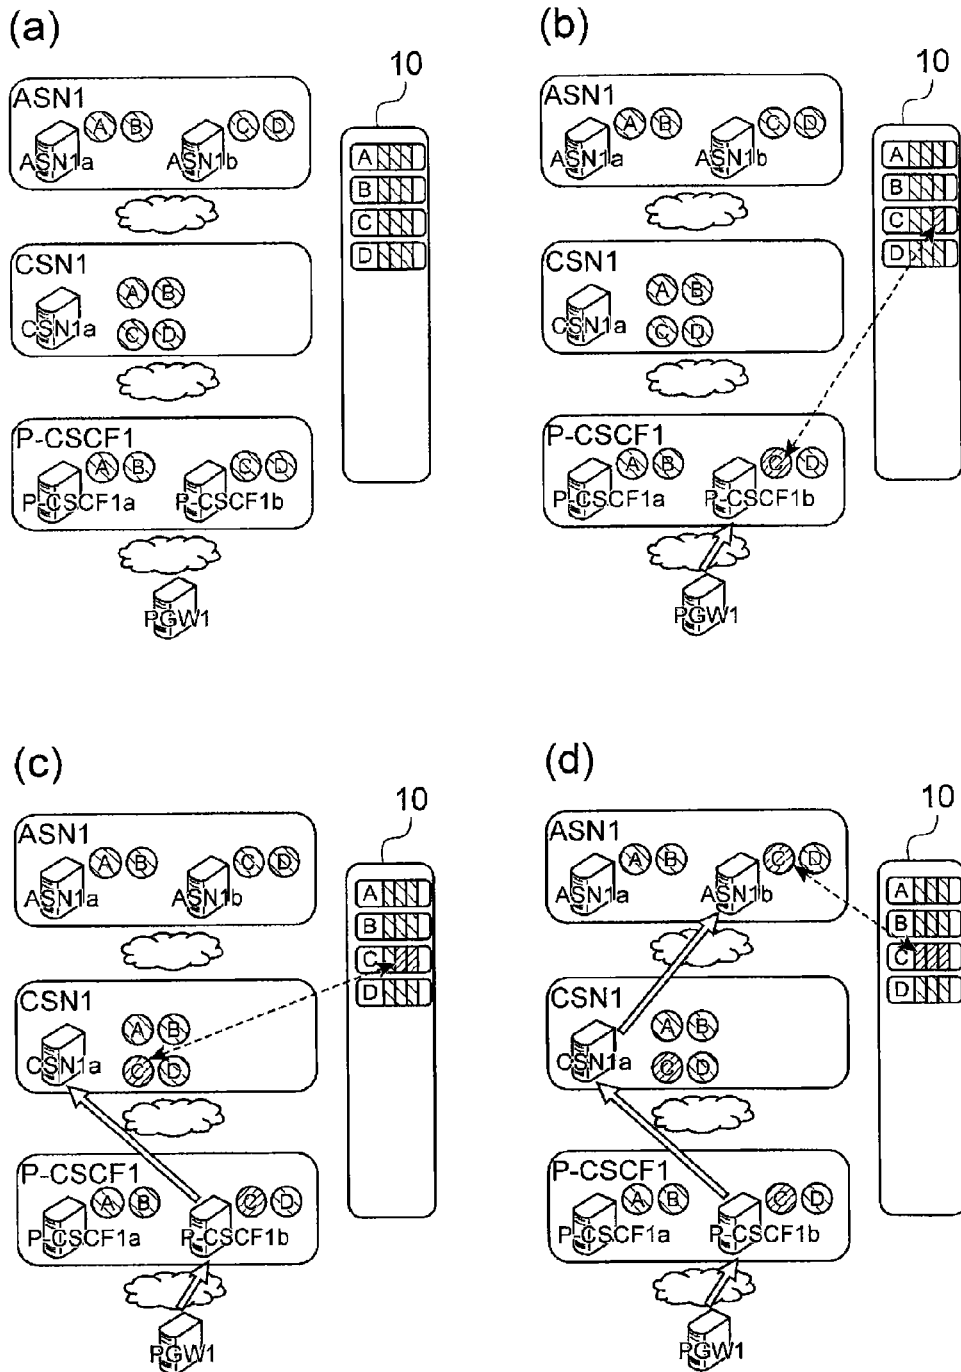 (a)
10
ASN1
A B C D
ASN1a ASN1b
A
B
C
D
CSN1
A B
CSN1a
C D
P-CSCF1
A B C D
P-CSCF1a P-CSCF1b
PGW1
(b)
10
ASN1
A B C D
ASN1a ASN1b
A
B
C
D
CSN1
A B
CSN1a
C D
P-CSCF1
A B C D
P-CSCF1a P-CSCF1b
PGW1
(c)
10
ASN1
A B C D
ASN1a ASN1b
A
B
C
D
CSN1
A B
CSN1a
C D
P-CSCF1
A B C D
P-CSCF1a P-CSCF1b
PGW1
(d)
10
ASN1
A B C D
ASN1a ASN1b
A
B
C
D
CSN1
A B
CSN1a
C D
P-CSCF1
A B C D
P-CSCF1a P-CSCF1b
PGW1